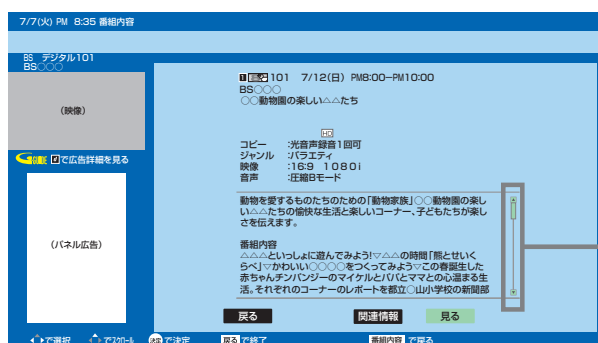 7/7(火) PM 8:35 番組内容
BS デジタル101
BS○○○
(映像)
GUIDE dで広告詳細を見る
(パネル広告)
101 7/12(日) PM8:00-PM10:00
BS○○○
○○動物園の楽しい△△たち
HD
コピー :光音声録音1回可
ジャンル :バラエティ
映像 :16:9 1080i
音声 :圧縮Bモード
動物を愛するものたちのための「動物家族」○○動物園の楽し
い△△たちの愉快な生活と楽しいコーナー、子どもたちが楽し
さを伝えます。
番組内容
△△△といっしょに遊んでみよう!▽△△の時間「熊とせいく
らべ」▽かわいい○○○○をつくってみよう▽この春誕生した
赤ちゃんチンパンジーのマイケルとパパとママとの心温まる生
活。それぞれのコーナーのレポートを都立○山小学校の新聞部
戻る 関連情報 見る
で選択 でスクロール 決定 で決定 戻る で終了 番組内容 で戻る